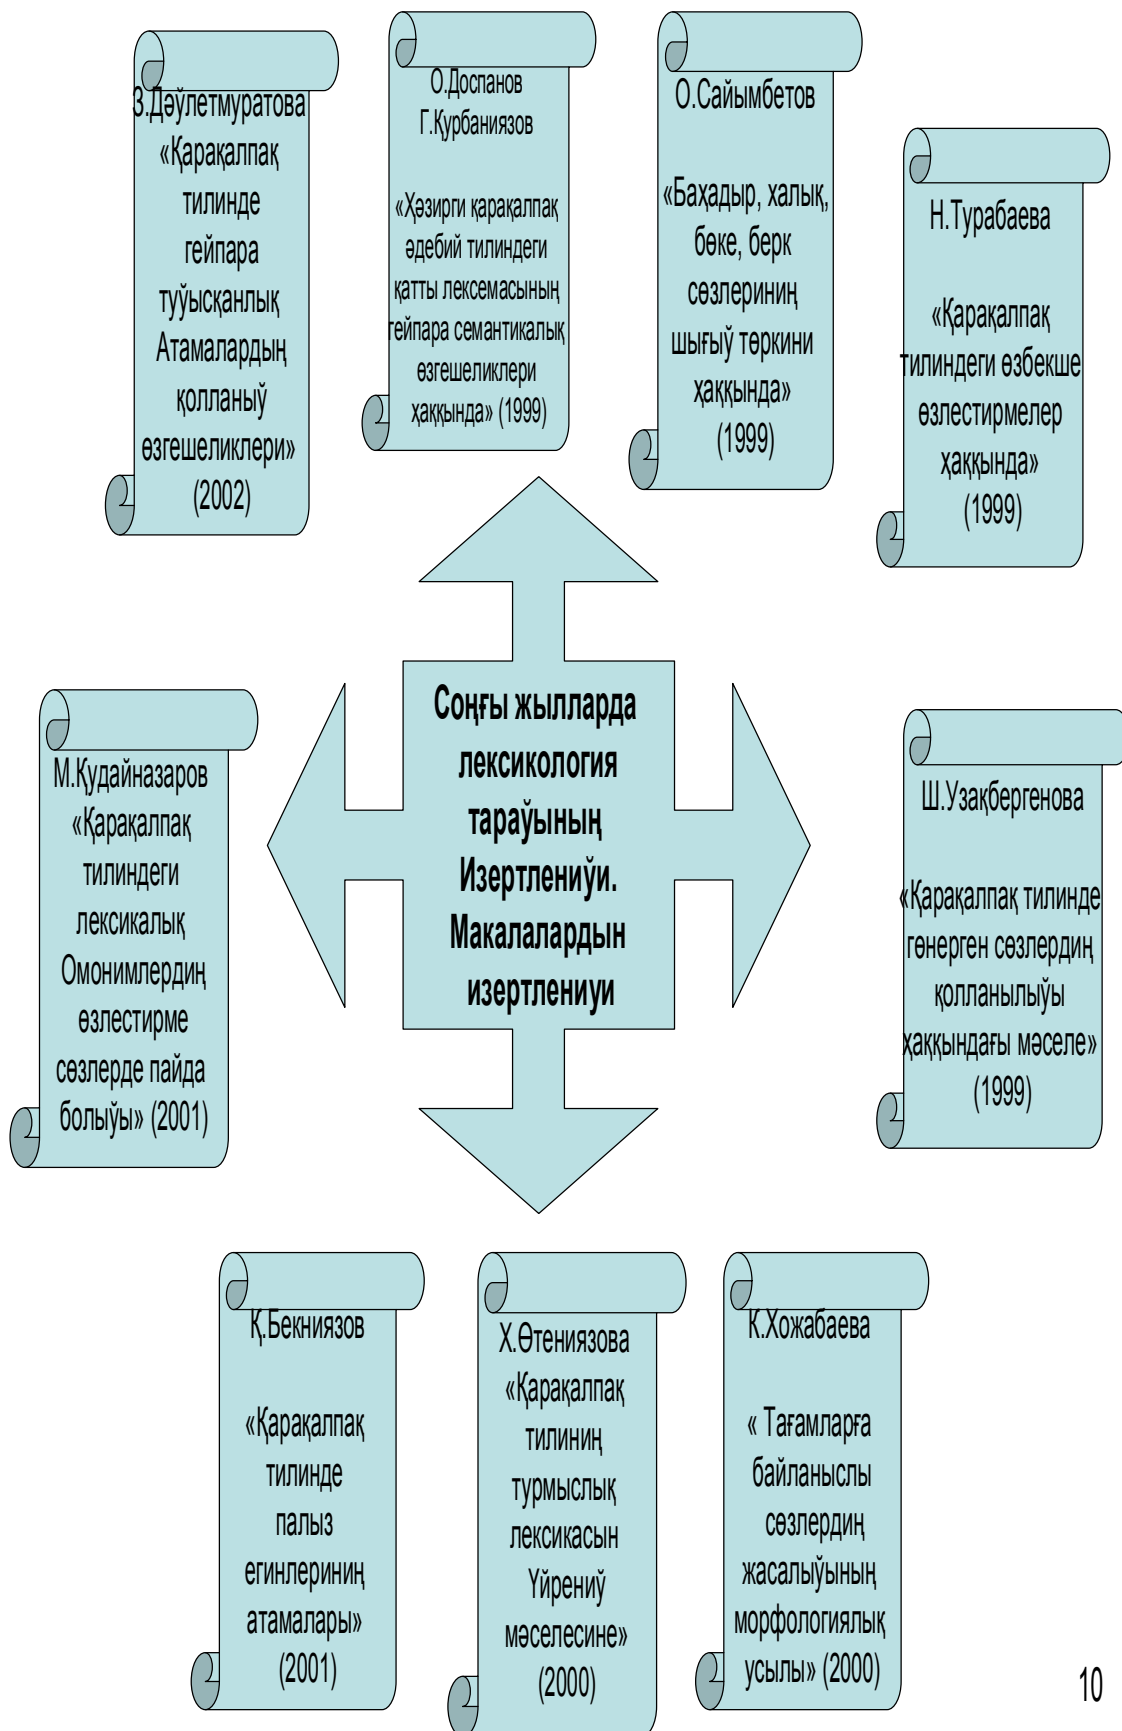 З.Дәўлетмуратова
«Қарақалпақ
тилинде
гейпара
туўысқанлық
Атамалардың
қолланыў
өзгешеликлери»
(2002)
О.Доспанов
Г.Қурбаниязов
«Ҳәзирги қарақалпақ
әдебий тилиндеги
қатты лексемасының
гейпара семантикалық
өзгешеликлери
ҳаққында» (1999)
О.Сайымбетов
«Баҳадыр, халық,
бөке, берк
сөзлериниң
шығыў төркини
ҳаққында»
(1999)
Н.Турабаева
«Қарақалпақ
тилиндеги өзбекше
өзлестирмелер
ҳаққында»
(1999)
М.Қудайназаров
«Қарақалпақ
тилиндеги
лексикалық
Омонимлердиң
өзлестирме
сөзлерде пайда
болыўы» (2001)
Соңғы жылларда
лексикология
тараўының
Изертлениўи.
Макалалардын
изертлениуи
Ш.Узақбергенова
«Қарақалпақ тилинде
гөнерген сөзлердиң
қолланылыўы
ҳаққындағы мәселе»
(1999)
Қ.Бекниязов
«Қарақалпақ
тилинде
палыз
егинлериниң
атамалары»
(2001)
Х.Өтениязова
«Қарақалпақ
тилиниң
турмыслық
лексикасын
Үйрениў
мәселесине»
(2000)
К.Хожабаева
« Тағамларға
байланыслы
сөзлердиң
жасалыўының
морфологиялық
усылы» (2000)
10